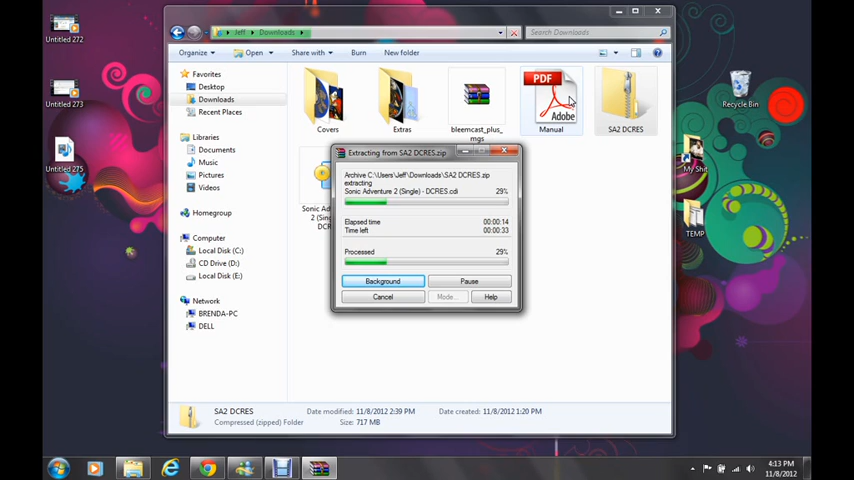 Untitled 272
Untitled 273
Untitled 275
Jeff
Downloads
Search Downloads
Organize
Open
Share with
Burn
New folder
Favorites
Desktop
Downloads
Recent Places
Libraries
Documents
Music
Pictures
Videos
Homegroup
Computer
Local Disk (C:)
CD Drive (D:)
Local Disk (E:)
Network
BRENDA-PC
DELL
Covers
Extras
bleemcast_plus_
mgs
PDF
Adobe
Manual
SA2 DCRES
Sonic Ad
2 (Sin
DCR
Extracting from SA2 DCRES.zip
Archive C:\Users\Jeff\Downloads\SA2 DCRES.zip
extracting
Sonic Adventure 2 (Single) - DCRES.cdi
29%
Elapsed time
00:00:14
Time left
00:00:33
Processed
29%
Background
Pause
Cancel
Mode...
Help
SA2 DCRES
Date modified: 11/8/2012 2:39 PM
Date created: 11/8/2012 1:20 PM
Compressed (zipped) Folder
Size: 717 MB
Recycle Bin
My Shit
TEMP
4:13 PM
11/8/2012